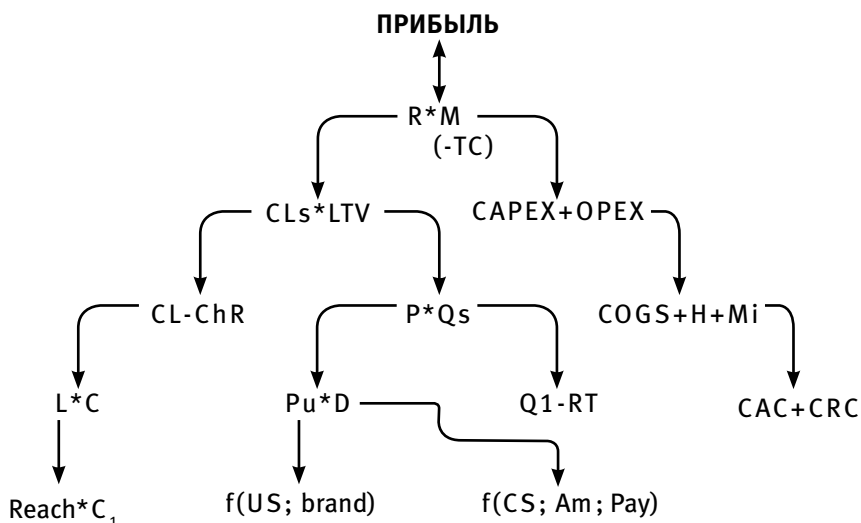 ПРИБЫЛЬ
R*M
(-TC)
CLs*LTV
CAPEX+OPEX
CL-ChR
P*Qs
COGS+H+Mi
L*C
Pu*D
Q1-RT
CAC+CRC
Reach*C₁
f(US; brand)
f(CS; Am; Pay)